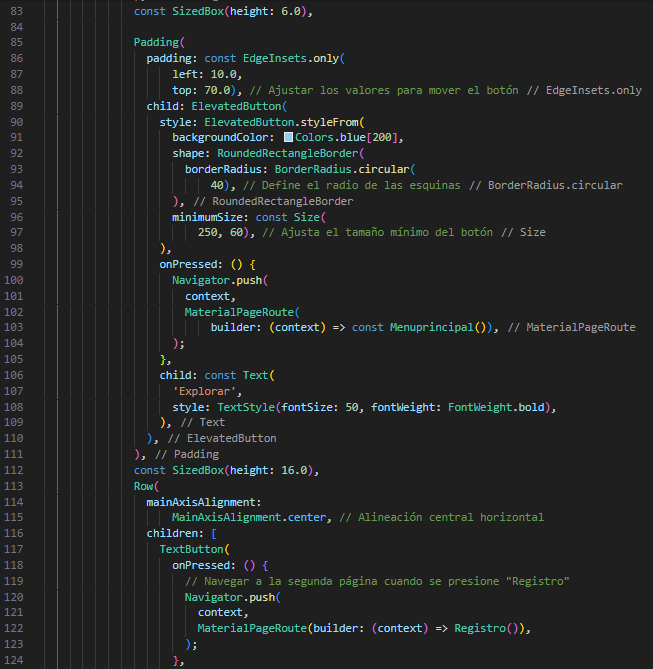 83 const SizedBox(height: 6.0),
84
85 Padding(
86 padding: const EdgeInsets.only(
87 left: 10.0,
88 top: 70.0), // Ajustar los valores para mover el botón // EdgeInsets.only
89 child: ElevatedButton(
90 style: ElevatedButton.styleFrom(
91 backgroundColor: Colors.blue[200],
92 shape: RoundedRectangleBorder(
93 borderRadius: BorderRadius.circular(
94 40), // Define el radio de las esquinas // BorderRadius.circular
95 ), // RoundedRectangleBorder
96 minimumSize: const Size(
97 250, 60), // Ajusta el tamaño mínimo del botón // Size
98 ),
99 onPressed: () {
100 Navigator.push(
101 context,
102 MaterialPageRoute(
103 builder: (context) => const Menuprincipal()), // MaterialPageRoute
104 );
105 },
106 child: const Text(
107 'Explorar',
108 style: TextStyle(fontSize: 50, fontWeight: FontWeight.bold),
109 ), // Text
110 ), // ElevatedButton
111 ), // Padding
112 const SizedBox(height: 16.0),
113 Row(
114 mainAxisAlignment:
115 MainAxisAlignment.center, // Alineación central horizontal
116 children: [
117 TextButton(
118 onPressed: () {
119 // Navegar a la segunda página cuando se presione "Registro"
120 Navigator.push(
121 context,
122 MaterialPageRoute(builder: (context) => Registro()),
123 );
124 },